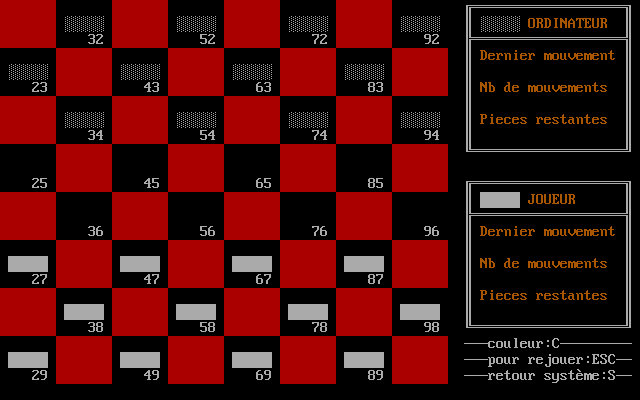 32 52 72 92
23 43 63 83
34 54 74 94
25 45 65 85
36 56 76 96
27 47 67 87
38 58 78 98
29 49 69 89
ORDINATEUR
Dernier mouvement
Nb de mouvements
Pieces restantes
JOUEUR
Dernier mouvement
Nb de mouvements
Pieces restantes
couleur:C
pour rejouer:ESC
retour système:S